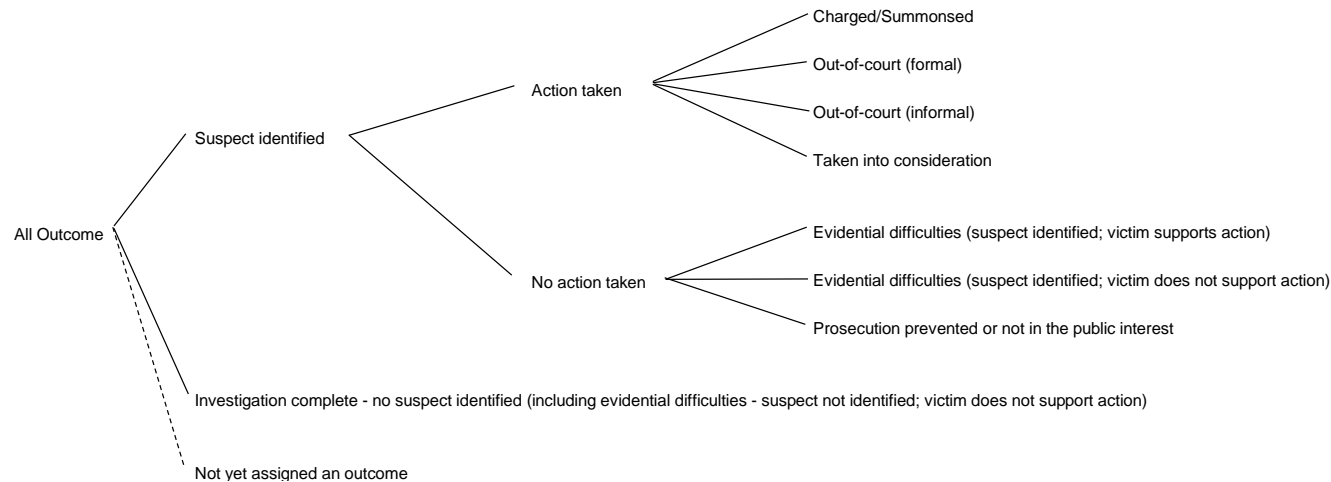 Charged/Summonsed
Out-of-court (formal)
Action taken
Out-of-court (informal)
Suspect identified
Taken into consideration
All Outcome
Evidential difficulties (suspect identified; victim supports action)
No action taken
Evidential difficulties (suspect identified; victim does not support action)
Prosecution prevented or not in the public interest
Investigation complete - no suspect identified (including evidential difficulties - suspect not identified; victim does not support action)
Not yet assigned an outcome